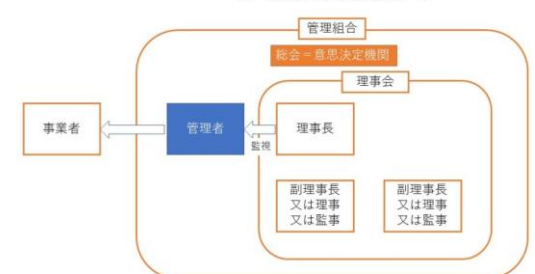 管理組合
総会＝意思決定機関
理事会
事業者
管理者
監視
理事長
副理事長
又は理事
又は監事
副理事長
又は理事
又は監事